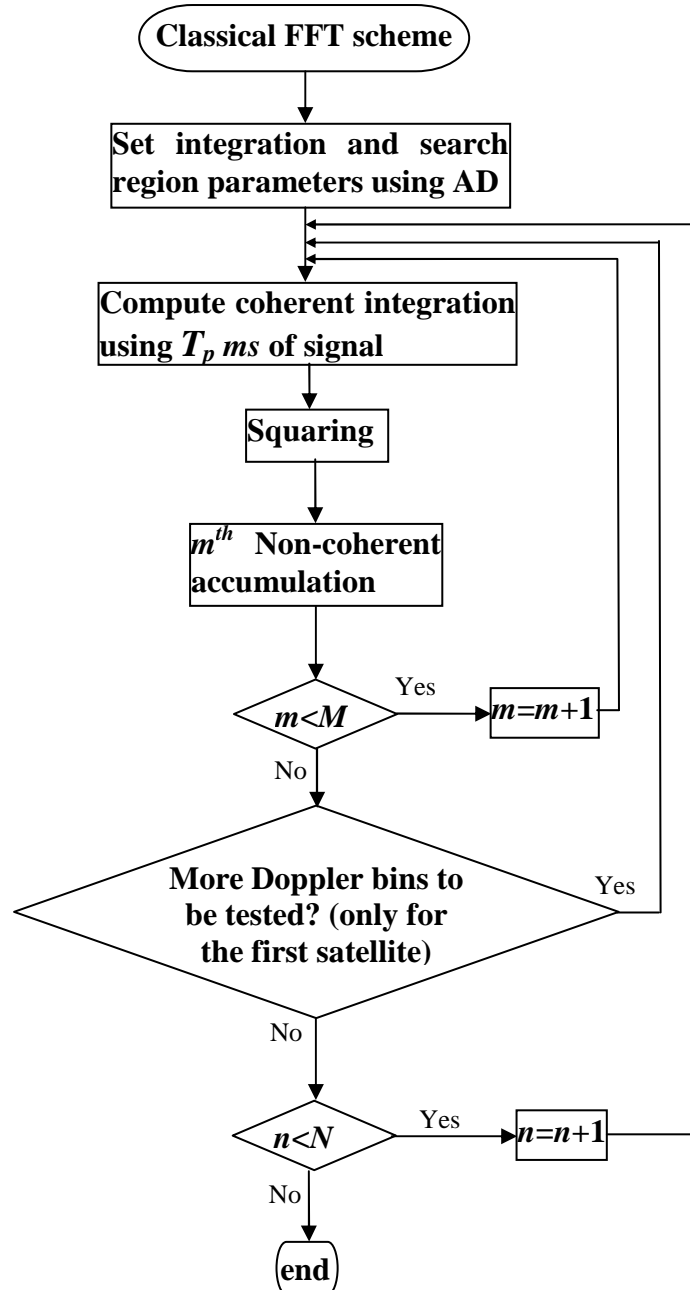 Classical FFT scheme
Set integration and search
region parameters using AD
Compute coherent integration
using Tp ms of signal
Squaring
mth Non-coherent
accumulation
m<M
Yes
m=m+1
No
More Doppler bins to
be tested? (only for
the first satellite)
Yes
No
n<N
Yes
n=n+1
No
end